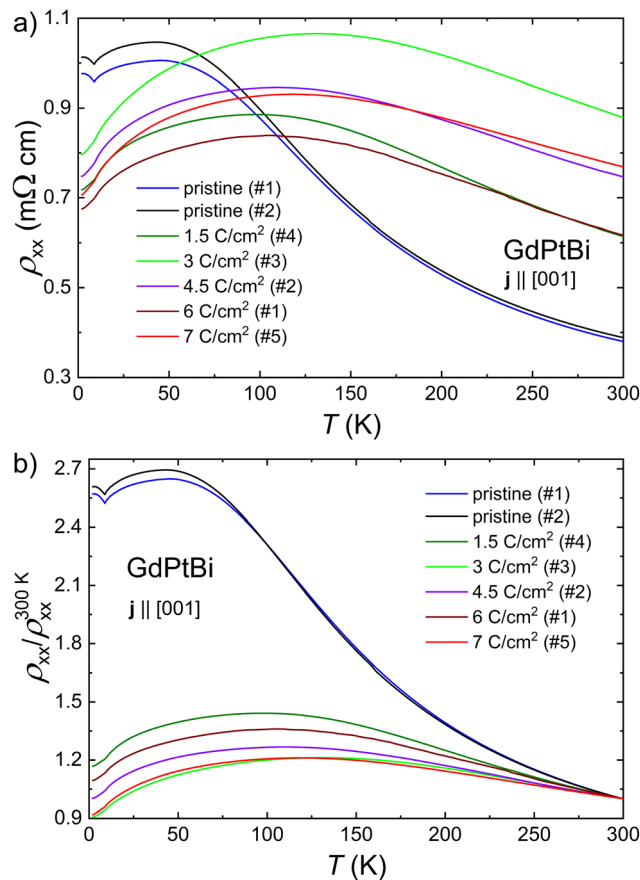 a)
1.1
0.9
0.7
0.5
0.3
ρxx (mΩ cm)
pristine (#1)
pristine (#2)
1.5 C/cm² (#4)
3 C/cm² (#3)
4.5 C/cm² (#2)
6 C/cm² (#1)
7 C/cm² (#5)
GdPtBi
j || [001]
0 50 100 150 200 250 300
T (K)
b)
2.7
2.4
2.1
1.8
1.5
1.2
0.9
ρxx/ρxx^300 K
GdPtBi
j || [001]
pristine (#1)
pristine (#2)
1.5 C/cm² (#4)
3 C/cm² (#3)
4.5 C/cm² (#2)
6 C/cm² (#1)
7 C/cm² (#5)
0 50 100 150 200 250 300
T (K)